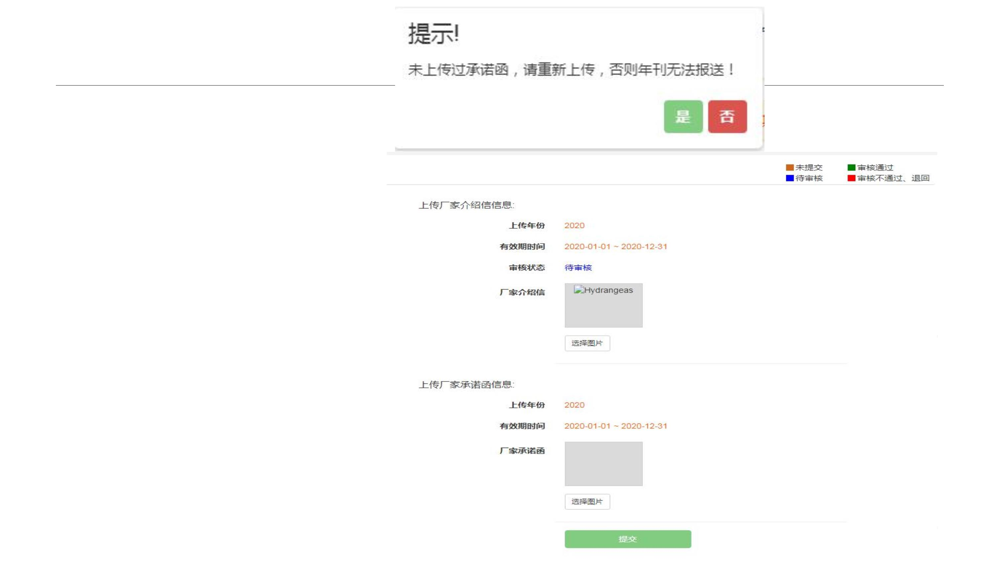 提示!
未上传过承诺函，请重新上传，否则年刊无法报送！
是 否
未提交 审核通过
待审核 审核不通过、退回
上传厂家介绍信信息:
上传年份 2020
有效期时间 2020-01-01 ~ 2020-12-31
审核状态 待审核
厂家介绍信 Hydrangeas
选择图片
上传厂家承诺函信息:
上传年份 2020
有效期时间 2020-01-01 ~ 2020-12-31
厂家承诺函
选择图片
提交